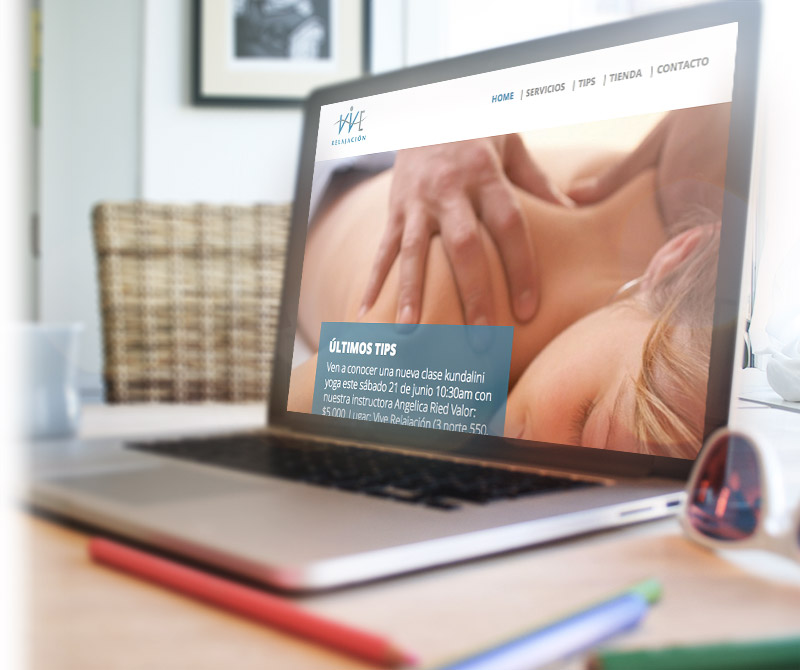 VIVE
RELAJACIÓN
HOME | SERVICIOS | TIPS | TIENDA | CONTACTO
ÚLTIMOS TIPS
Ven a conocer una nueva clase kundalini
yoga este sábado 21 de junio 10:30am con
nuestra instructora Angelica Ried Valor:
$5.000. Lugar: Vive Relajación (3 norte 550,